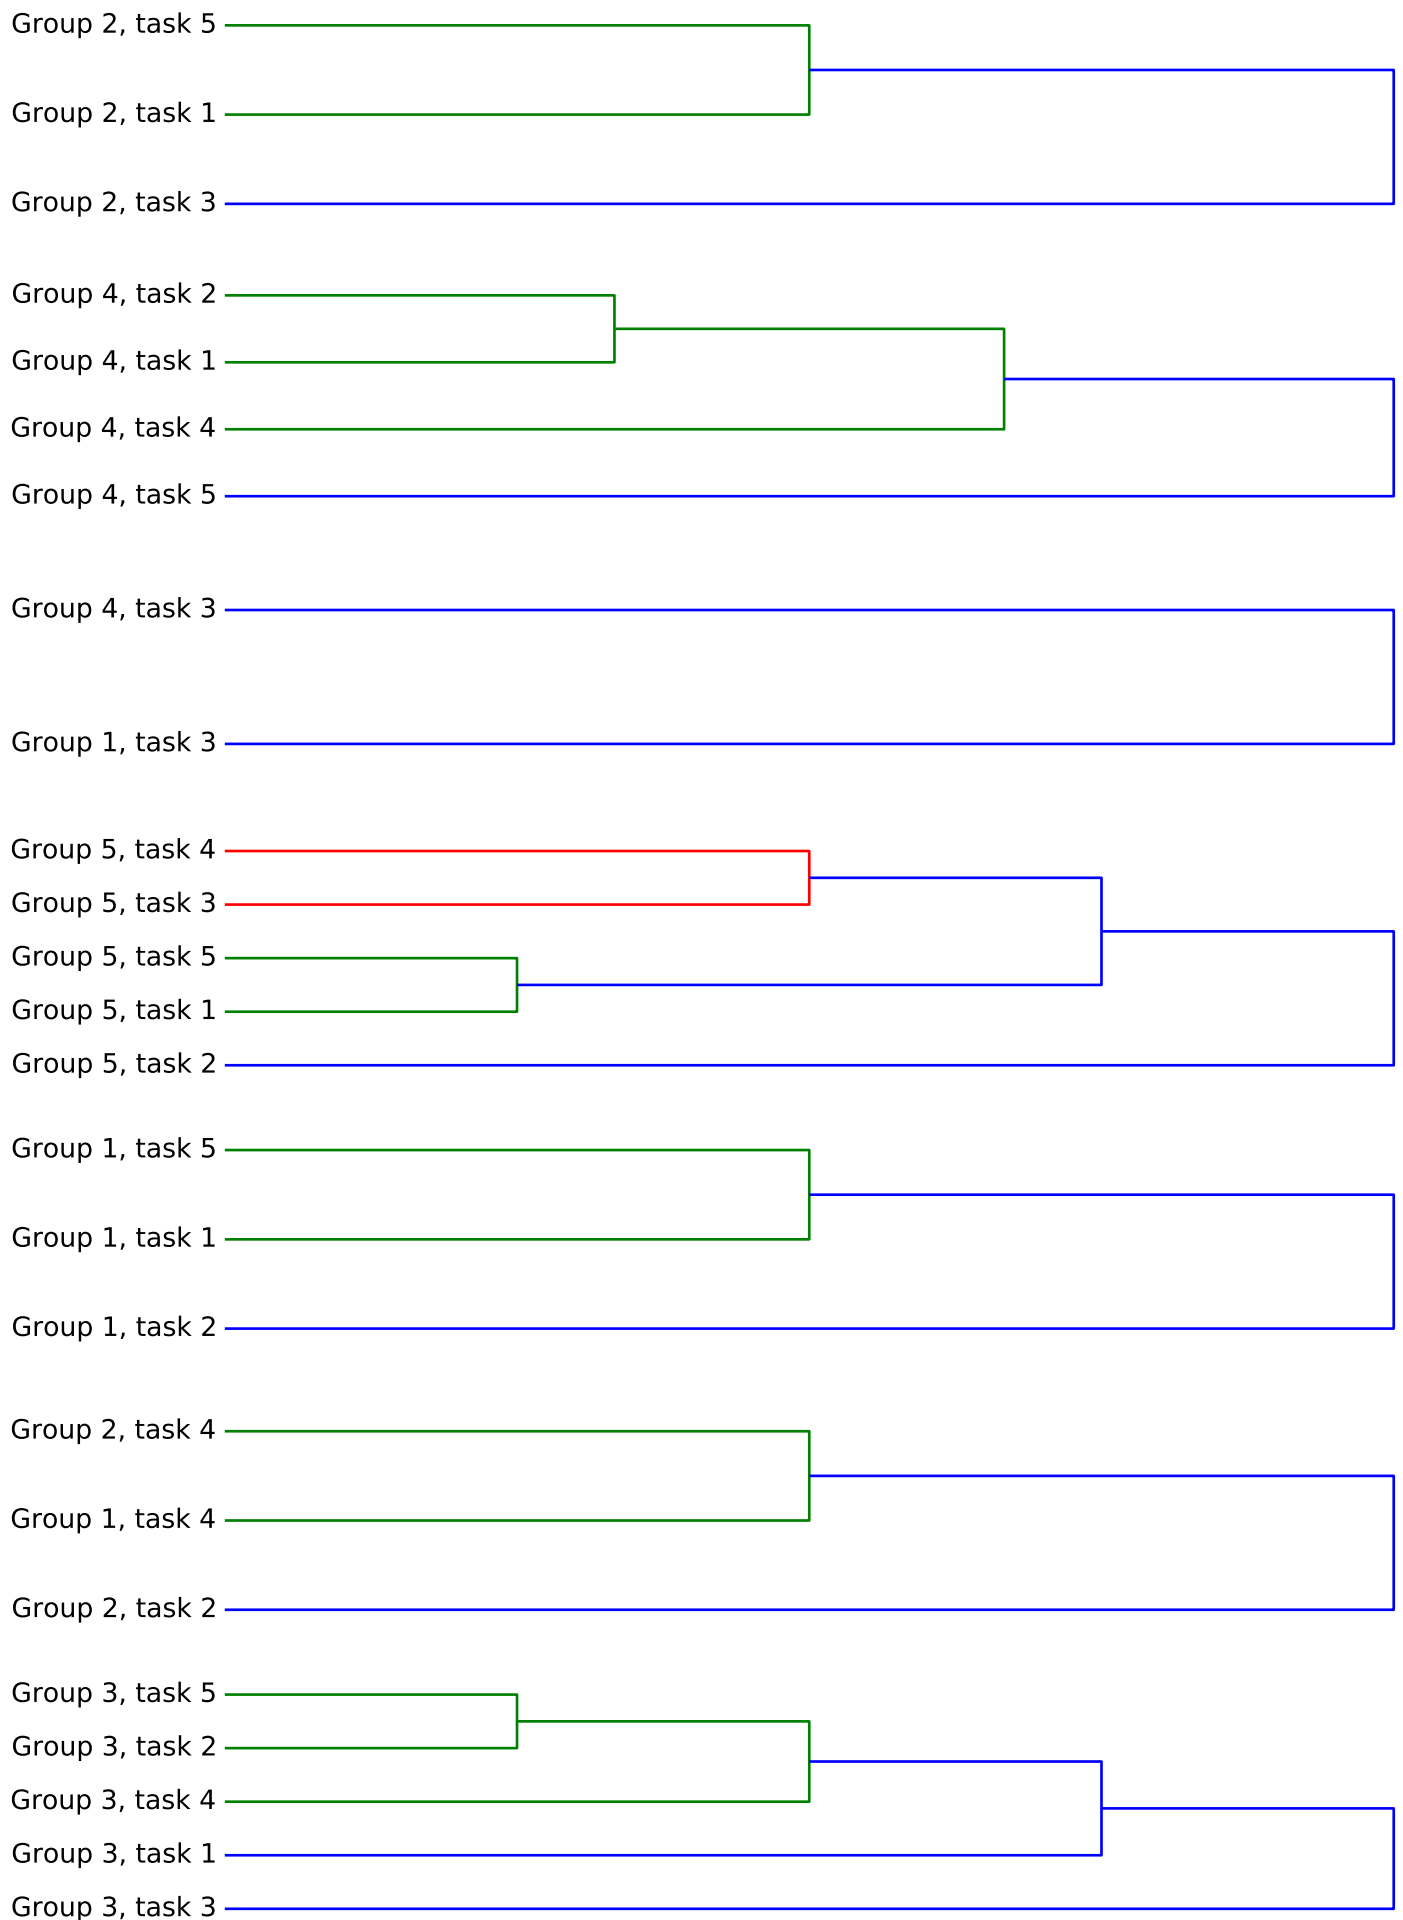 Group 2, task 5
Group 2, task 1
Group 2, task 3
Group 4, task 2
Group 4, task 1
Group 4, task 4
Group 4, task 5
Group 4, task 3
Group 1, task 3
Group 5, task 4
Group 5, task 3
Group 5, task 5
Group 5, task 1
Group 5, task 2
Group 1, task 5
Group 1, task 1
Group 1, task 2
Group 2, task 4
Group 1, task 4
Group 2, task 2
Group 3, task 5
Group 3, task 2
Group 3, task 4
Group 3, task 1
Group 3, task 3